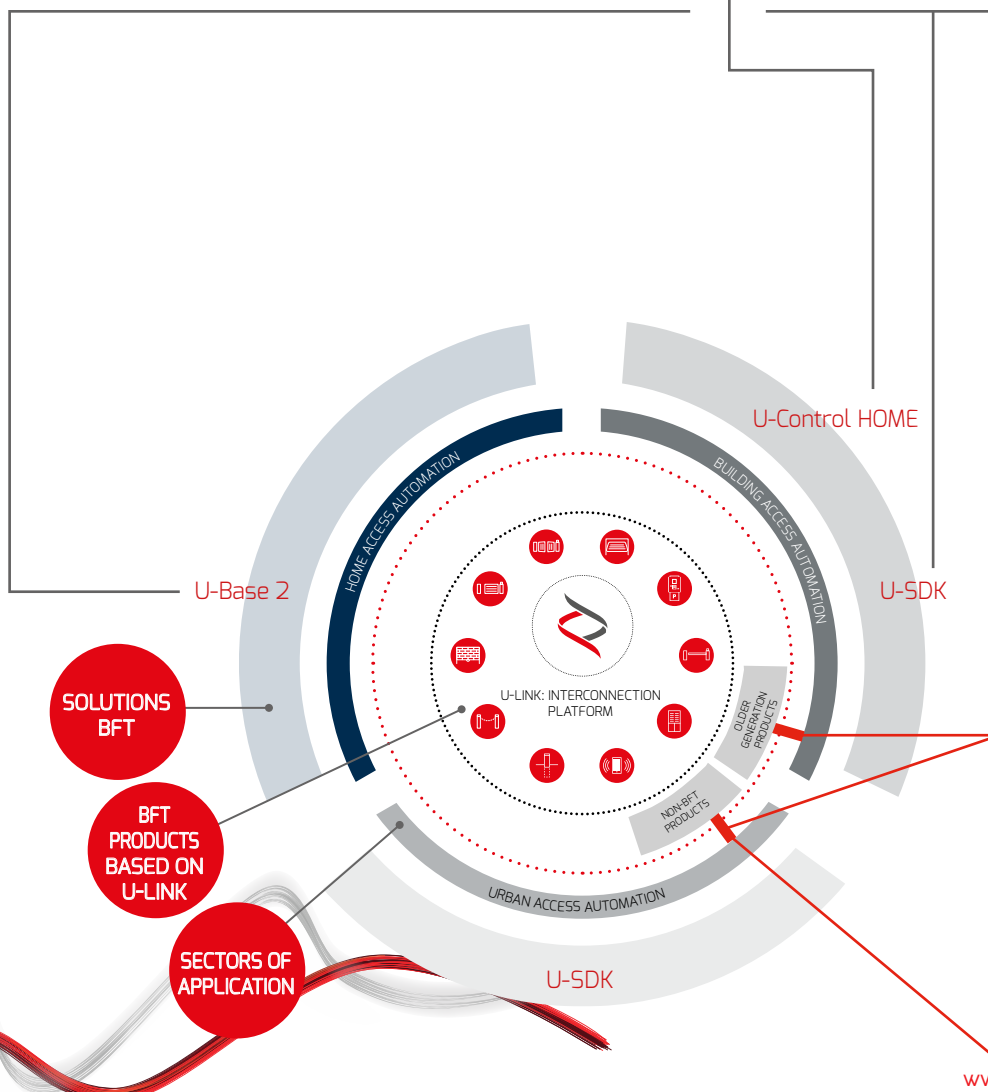 U-Control HOME
HOME ACCESS AUTOMATION
BUILDING ACCESS AUTOMATION
U-Base 2
U-SDK
P
SOLUTIONS
BFT
U-LINK: INTERCONNECTION
PLATFORM
OLDER
GENERATION
PRODUCTS
NON-BFT
PRODUCTS
BFT
PRODUCTS
BASED ON
U-LINK
URBAN ACCESS AUTOMATION
SECTORS OF
APPLICATION
U-SDK